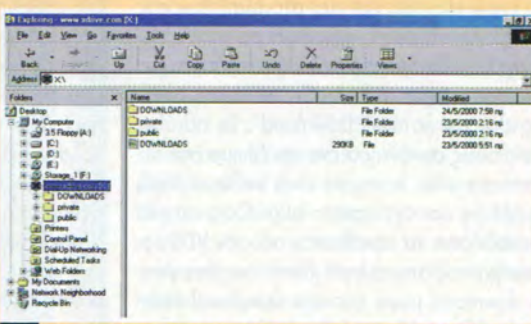 Exploring - www.xdrive.com (X:)
File Edit View Go Favorites Tools Help
Back Forward Up Cut Copy Paste Undo Delete Properties Views
Address X:\
Folders
Desktop
My Computer
3.5 Floppy (A:)
(C:)
(D:)
(E:)
Storage_1 (F:)
DOWNLOADS
private
public
Printers
Control Panel
Dial-Up Networking
Scheduled Tasks
Web Folders
My Documents
Network Neighborhood
Recycle Bin
Name Size Type Modified
DOWNLOADS File Folder 24/5/2000 7:59 πμ
private File Folder 23/5/2000 2:16 πμ
public File Folder 23/5/2000 2:16 πμ
DOWNLOADS 290KB File 23/5/2000 5:51 πμ